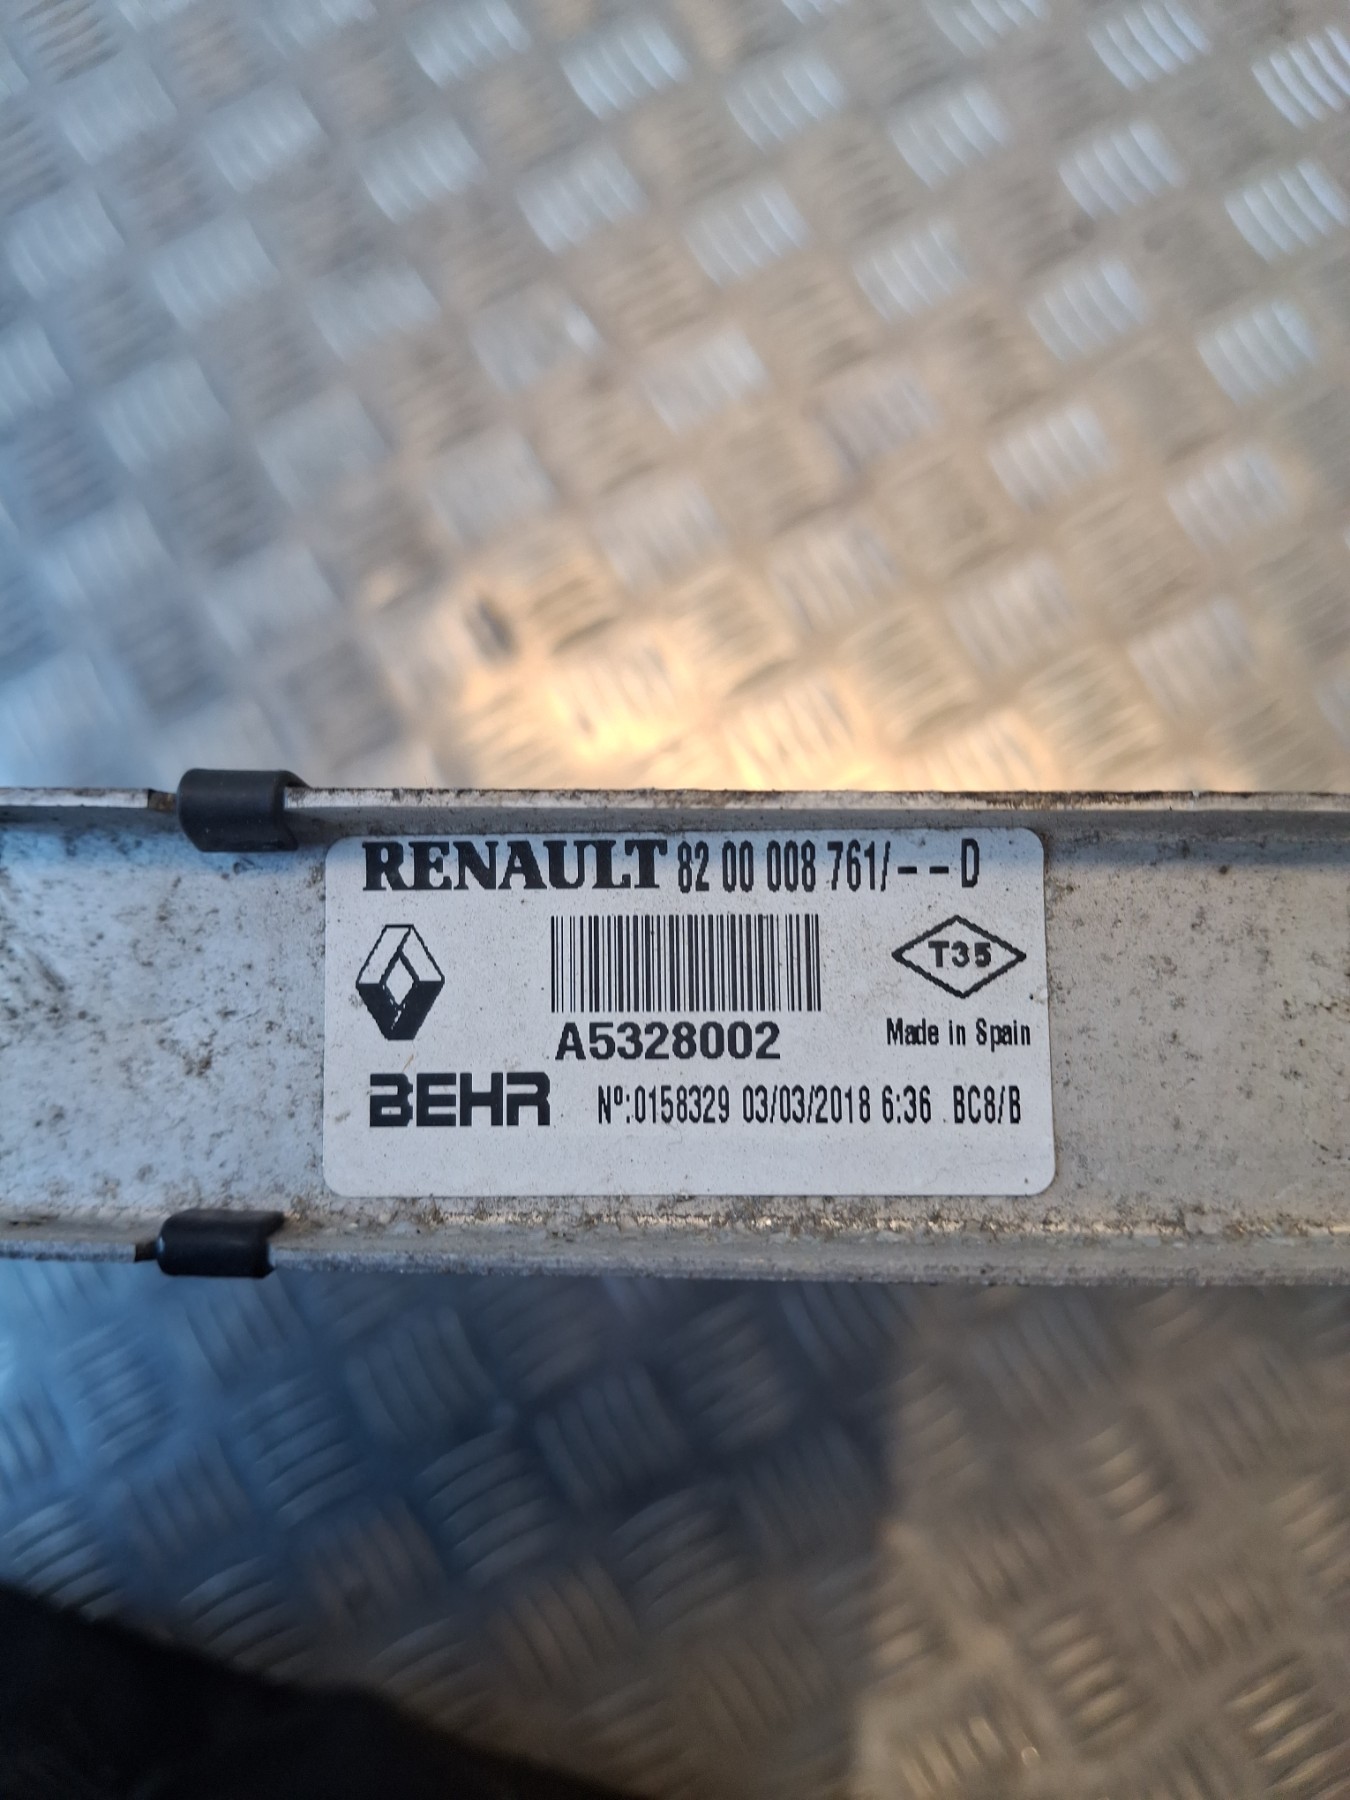 RENAULT 82 00 008 761/--D
T35
A5328002
Made in Spain
BEHR Nº:0158329 03/03/2018 6:36 BC8/B